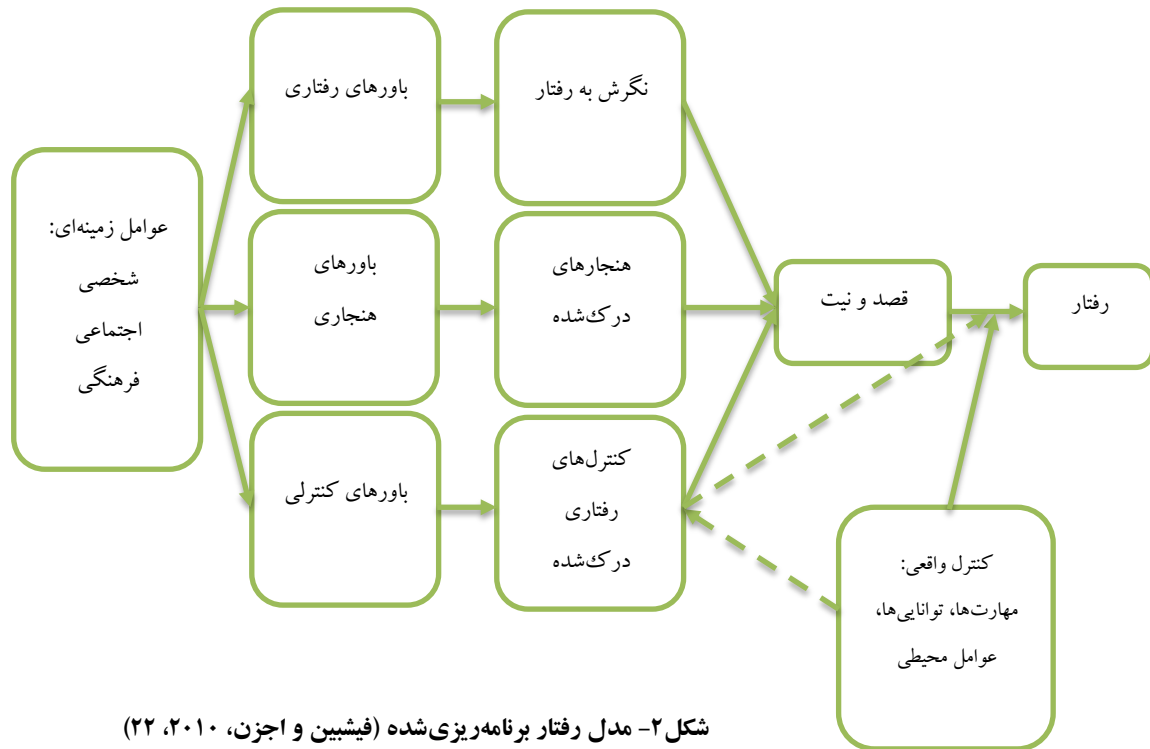 عوامل زمینه‌ای:
شخصی
اجتماعی
فرهنگی
باورهای رفتاری
نگرش به رفتار
باورهای
هنجاری
هنجارهای
درک‌شده
باورهای کنترلی
کنترل‌های
رفتاری
درک‌شده
قصد و نیت
رفتار
کنترل واقعی:
مهارت‌ها، توانایی‌ها،
عوامل محیطی
شکل۲- مدل رفتار برنامه‌ریزی‌شده (فیشبین و اجزن، ۲۰۱۰، ۲۲)